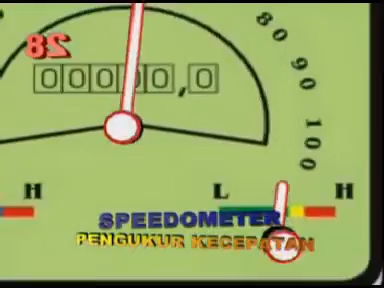 80 90 100
28
00000,0
H L H
SPEEDOMETER
PENGUKUR KECEPATAN